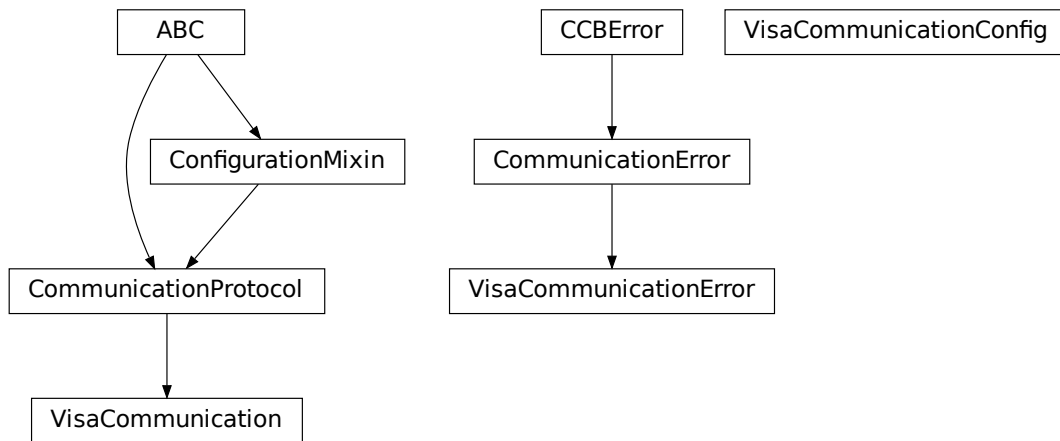 ABC
CCBError
VisaCommunicationConfig
ConfigurationMixin
CommunicationError
CommunicationProtocol
VisaCommunicationError
VisaCommunication